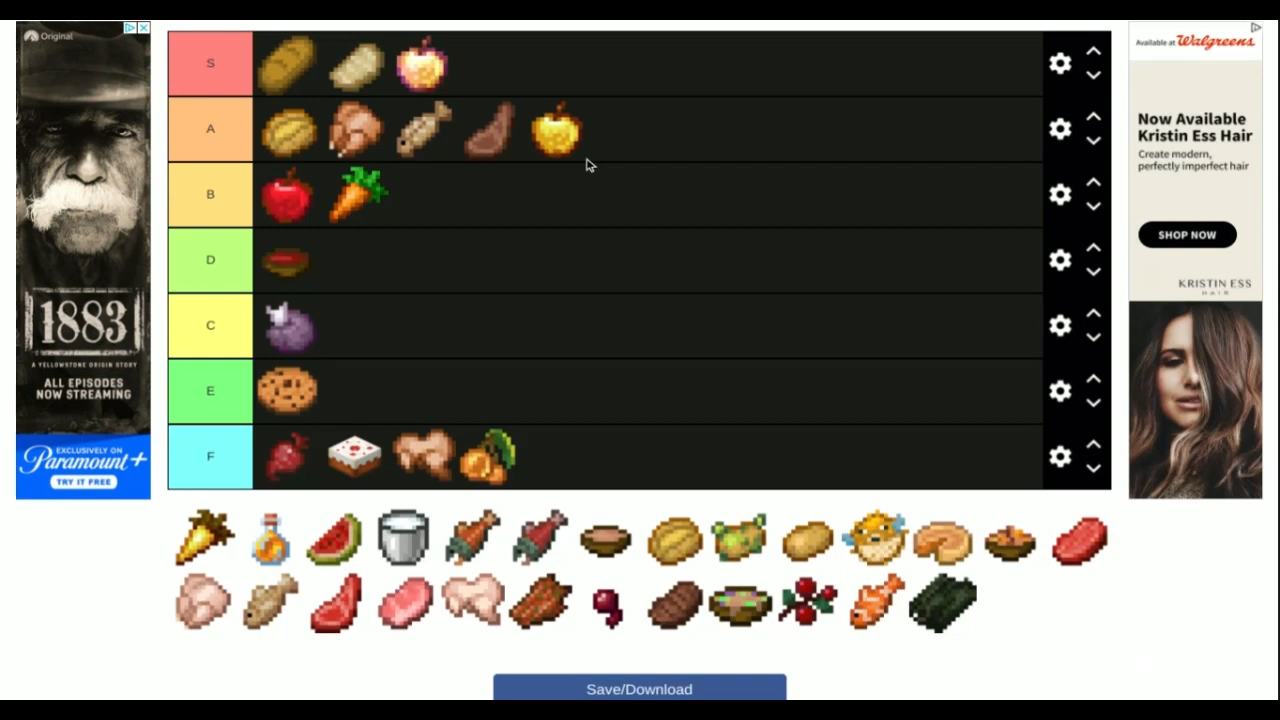 Original
1883
A YELLOWSTONE ORIGIN STORY
ALL EPISODES
NOW STREAMING
EXCLUSIVELY ON
Paramount+
TRY IT FREE
S
A
B
D
C
E
F
Save/Download
Available at Walgreens
Now Available
Kristin Ess Hair
Create modern,
perfectly imperfect hair
SHOP NOW
KRISTIN ESS
HAIR